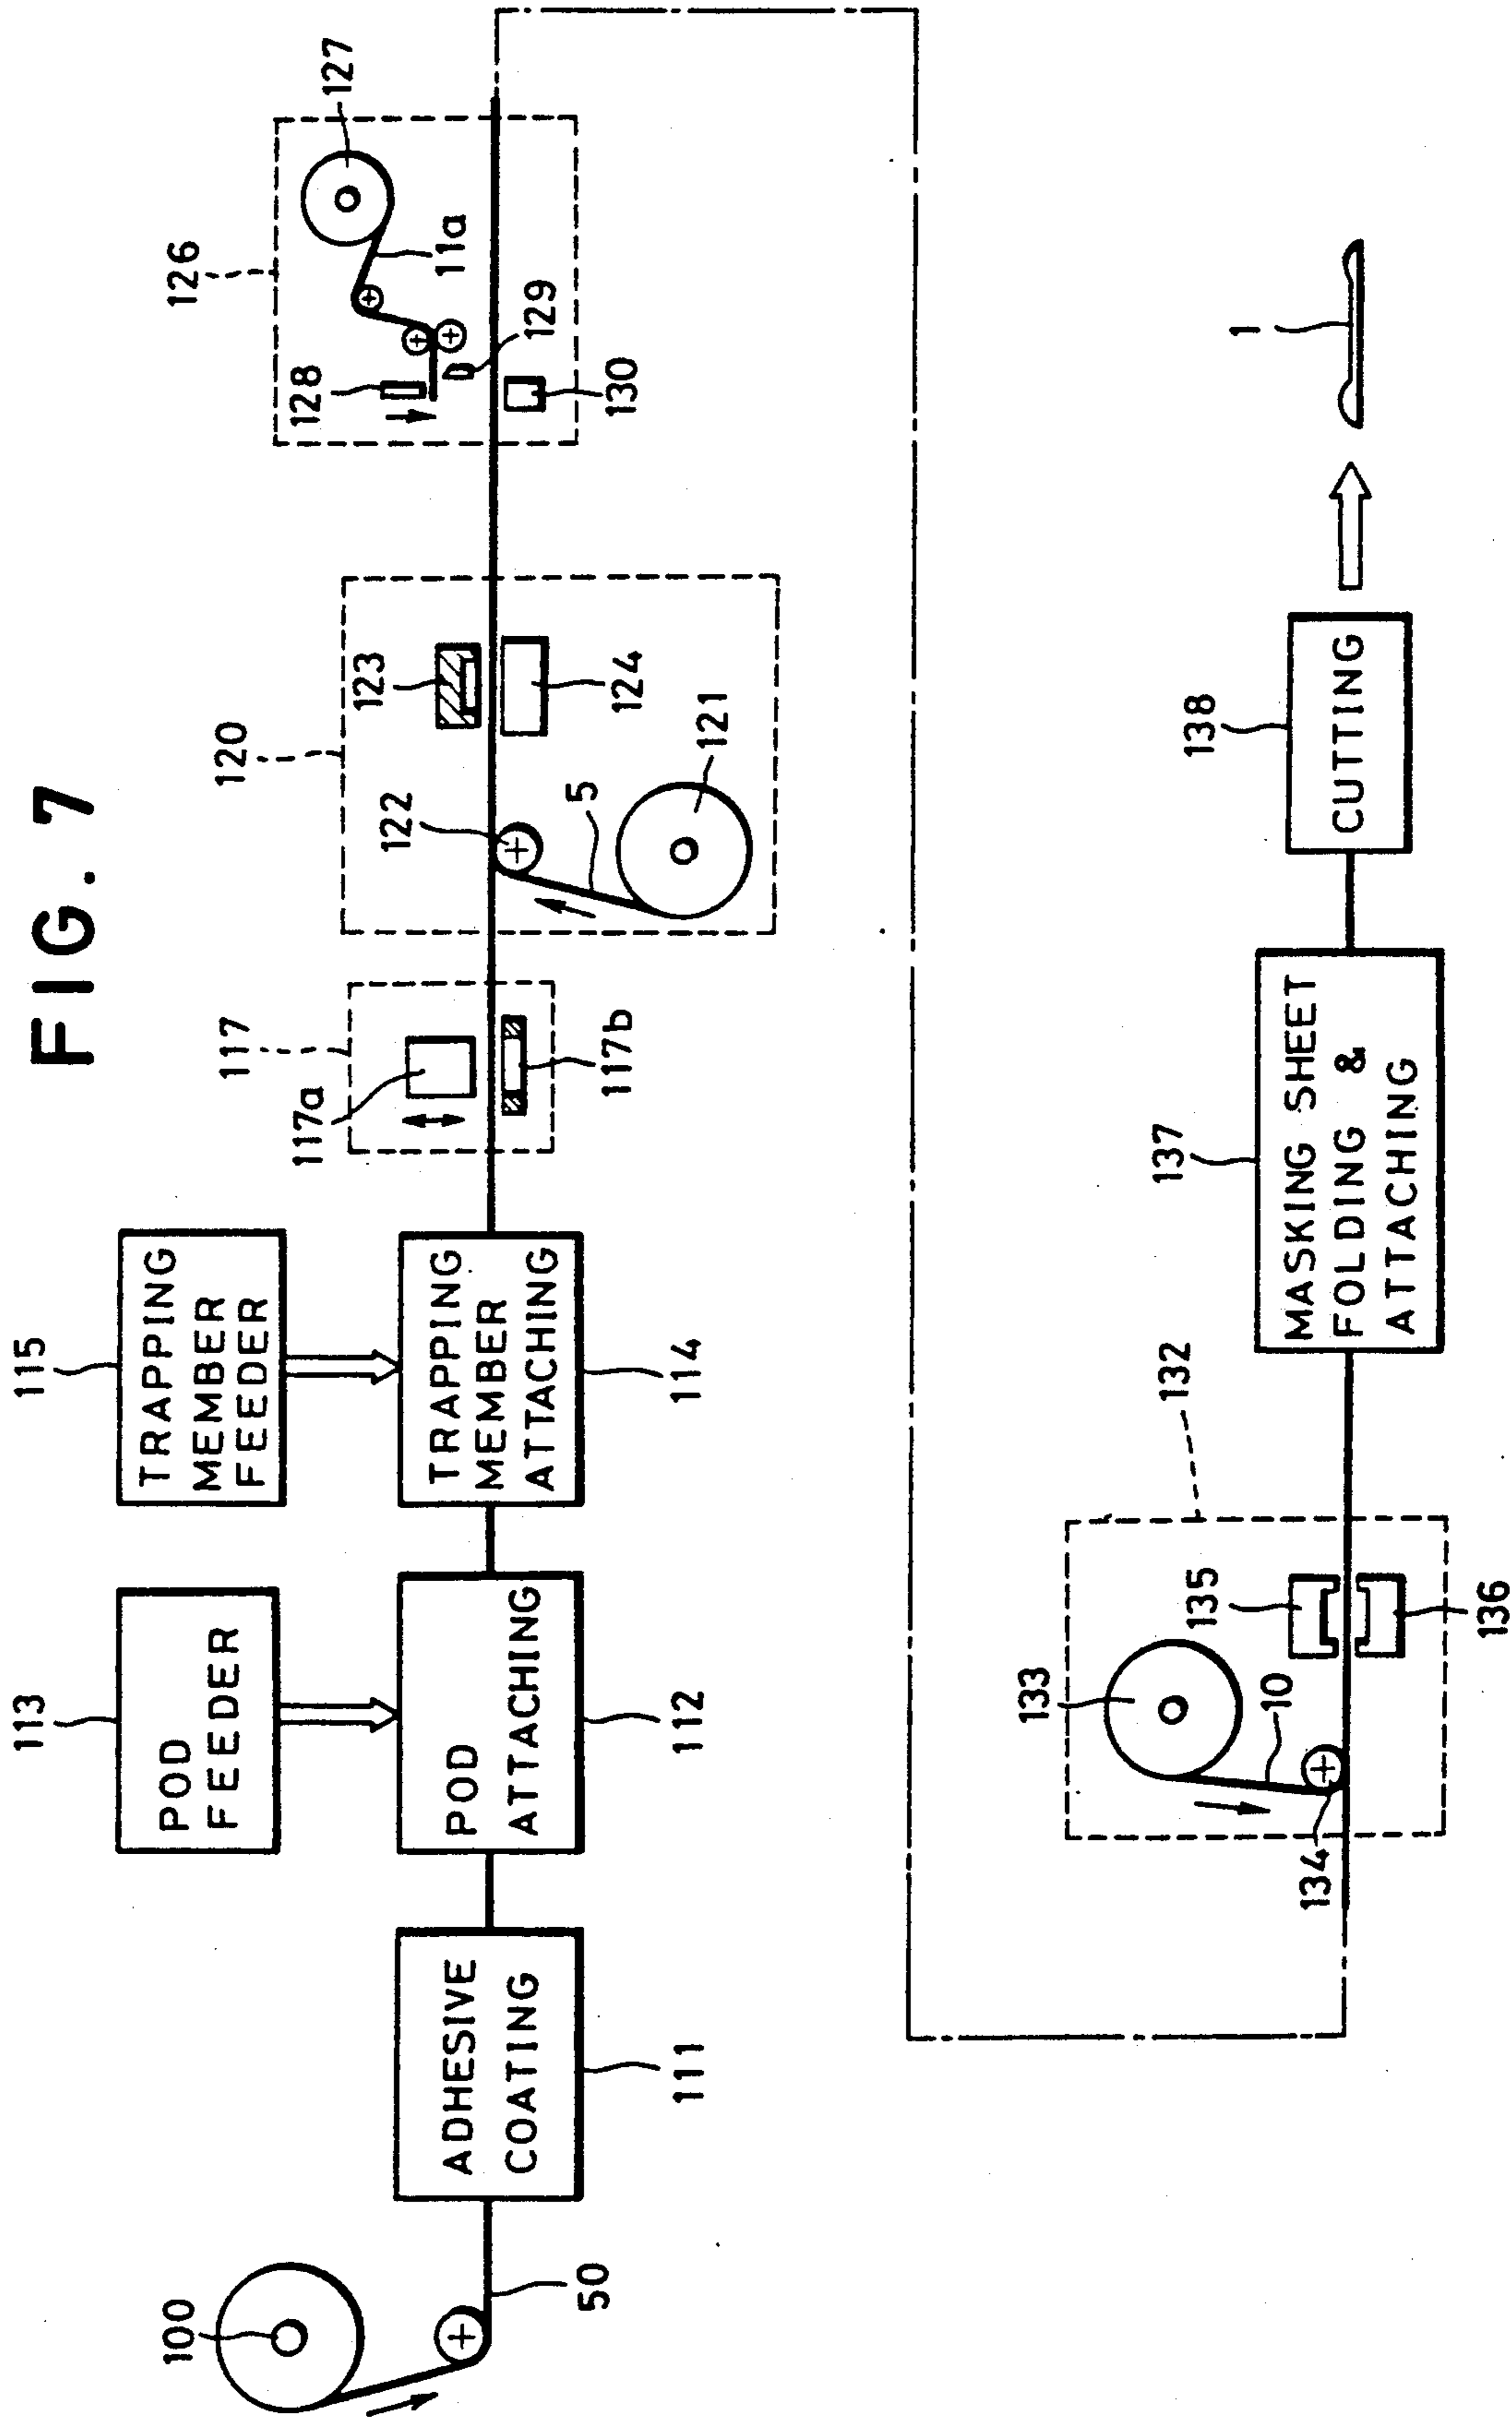 FIG. 7
100
50
ADHESIVE
COATING
111
113
POD
FEEDER
POD
ATTACHING
112
115
TRAPPING
MEMBER
FEEDER
TRAPPING
MEMBER
ATTACHING
114
117
117a
117b
120
122
5
121
123
124
126
127
11a
128
129
130
132
133
10
134
135
136
137
MASKING SHEET
FOLDING &
ATTACHING
138
CUTTING
1